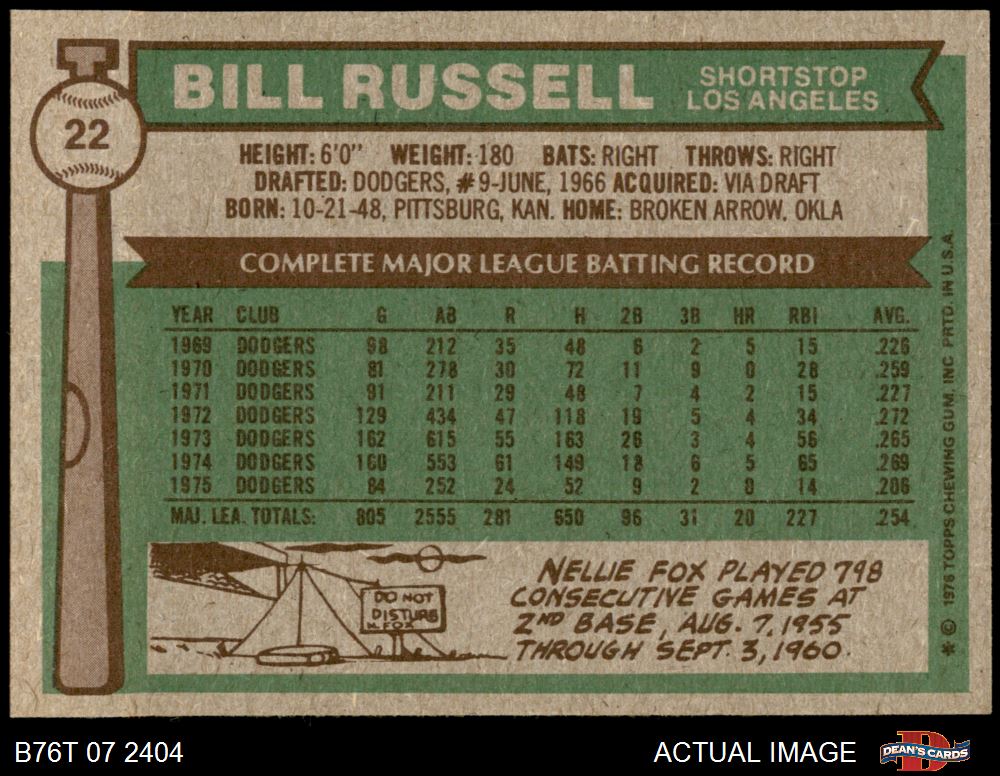 22
BILL RUSSELL
SHORTSTOP
LOS ANGELES
HEIGHT: 6'0" WEIGHT: 180 BATS: RIGHT THROWS: RIGHT
DRAFTED: DODGERS, #9-JUNE, 1966 ACQUIRED: VIA DRAFT
BORN: 10-21-48, PITTSBURG, KAN. HOME: BROKEN ARROW, OKLA
COMPLETE MAJOR LEAGUE BATTING RECORD
YEAR CLUB G AB R H 2B 3B HR RBI AVG.
1969 DODGERS 98 212 35 48 6 2 5 15 .226
1970 DODGERS 81 278 30 72 11 9 0 28 .259
1971 DODGERS 91 211 29 48 7 4 2 15 .227
1972 DODGERS 129 434 47 118 19 5 4 34 .272
1973 DODGERS 162 615 55 163 26 3 4 56 .265
1974 DODGERS 160 553 61 149 18 6 5 65 .269
1975 DODGERS 84 252 24 52 9 2 0 14 .206
MAJ. LEA. TOTALS: 805 2555 281 650 96 31 20 227 .254
DO NOT
DISTURB
N. FOX
NELLIE FOX PLAYED 798
CONSECUTIVE GAMES AT
2ND BASE, AUG. 7, 1955
THROUGH SEPT. 3, 1960.
* © 1976 TOPPS CHEWING GUM, INC PRTD. IN U.S.A.
B76T 07 2404
ACTUAL IMAGE
DEAN'S CARDS